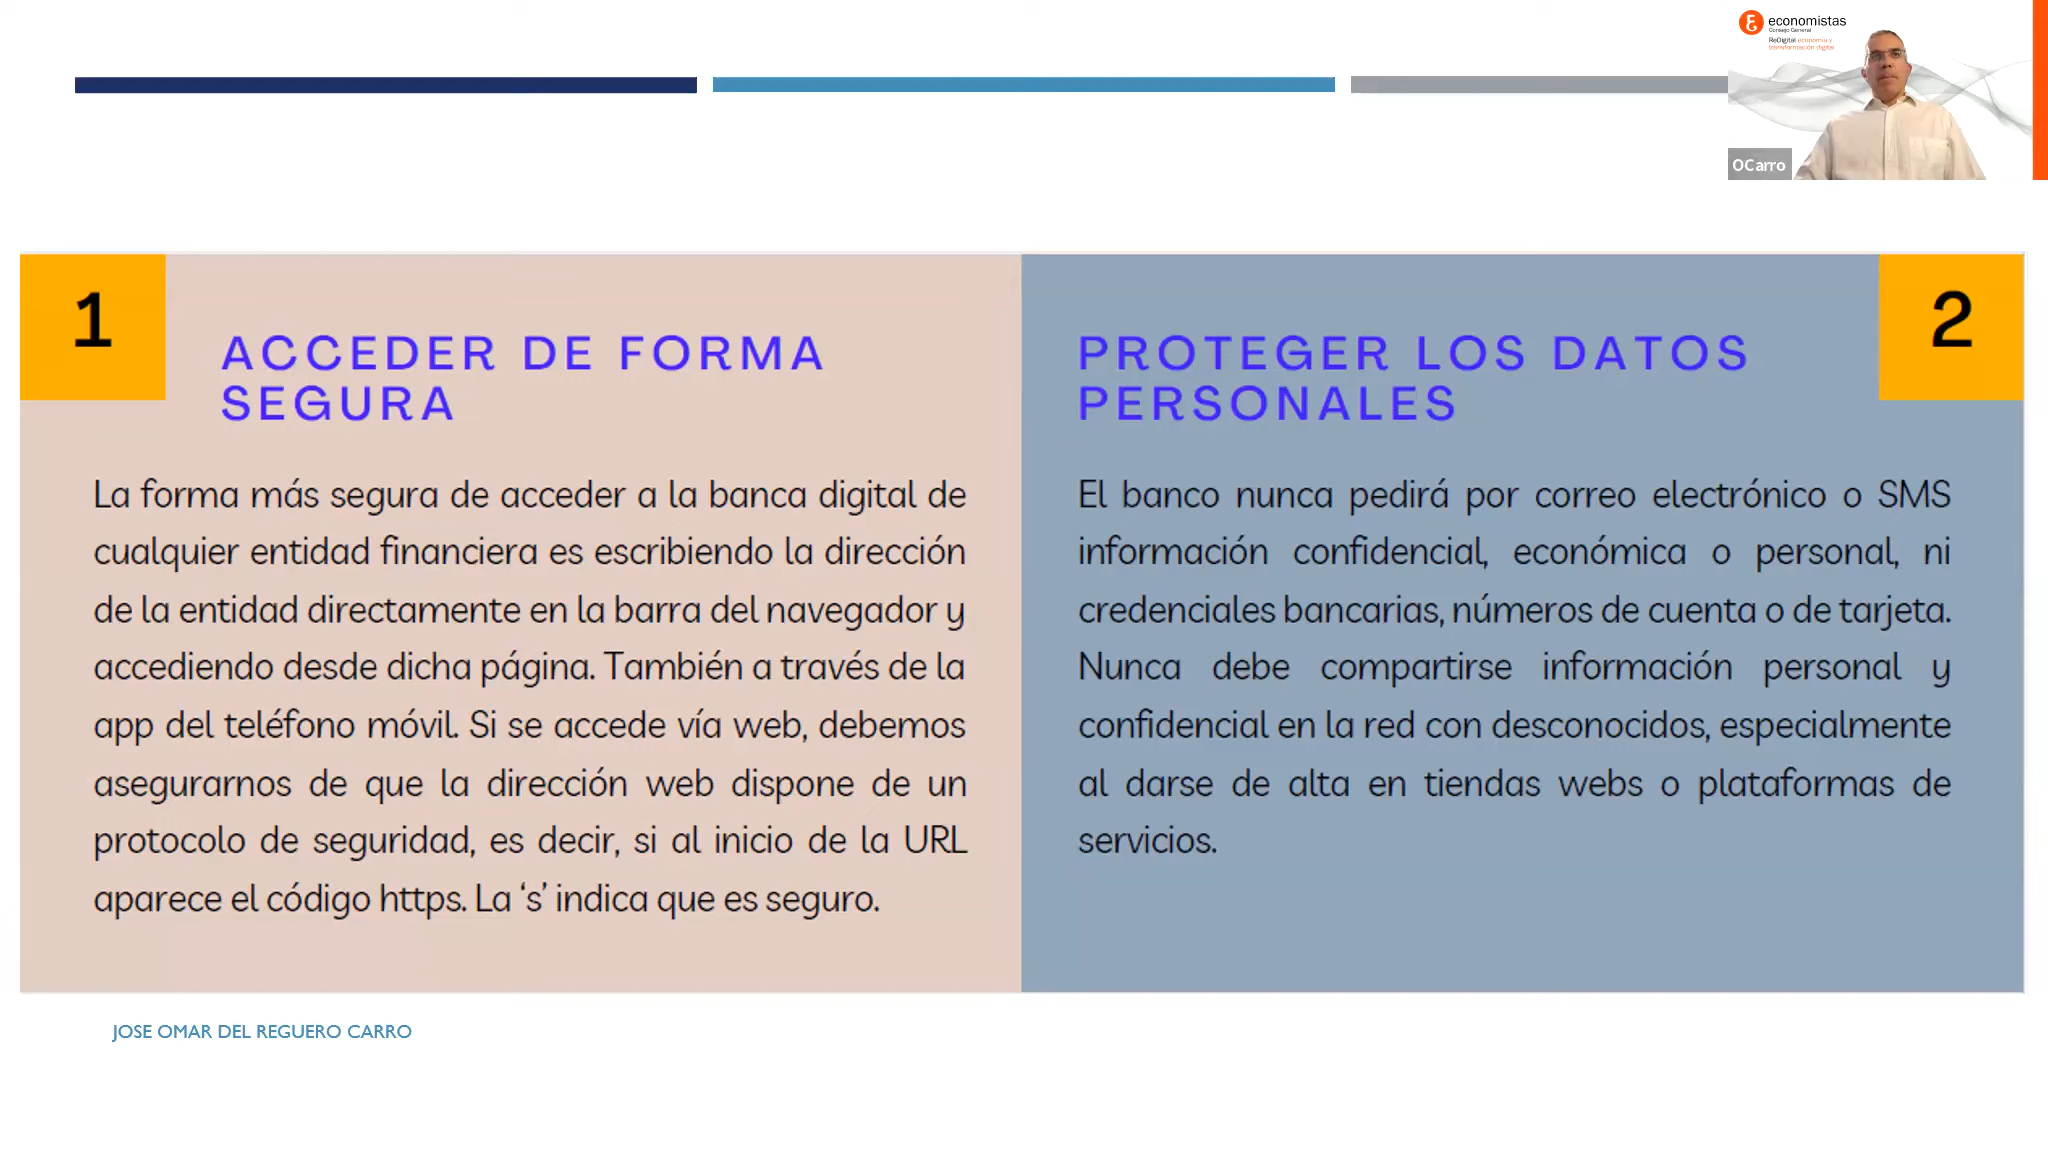 economistas
Consejo General
ReDigital economía y
transformación digital
OCarro
1
ACCEDER DE FORMA
SEGURA
La forma más segura de acceder a la banca digital de
cualquier entidad financiera es escribiendo la dirección
de la entidad directamente en la barra del navegador y
accediendo desde dicha página. También a través de la
app del teléfono móvil. Si se accede vía web, debemos
asegurarnos de que la dirección web dispone de un
protocolo de seguridad, es decir, si al inicio de la URL
aparece el código https. La ‘s’ indica que es seguro.
2
PROTEGER LOS DATOS
PERSONALES
El banco nunca pedirá por correo electrónico o SMS
información confidencial, económica o personal, ni
credenciales bancarias, números de cuenta o de tarjeta.
Nunca debe compartirse información personal y
confidencial en la red con desconocidos, especialmente
al darse de alta en tiendas webs o plataformas de
servicios.
JOSE OMAR DEL REGUERO CARRO